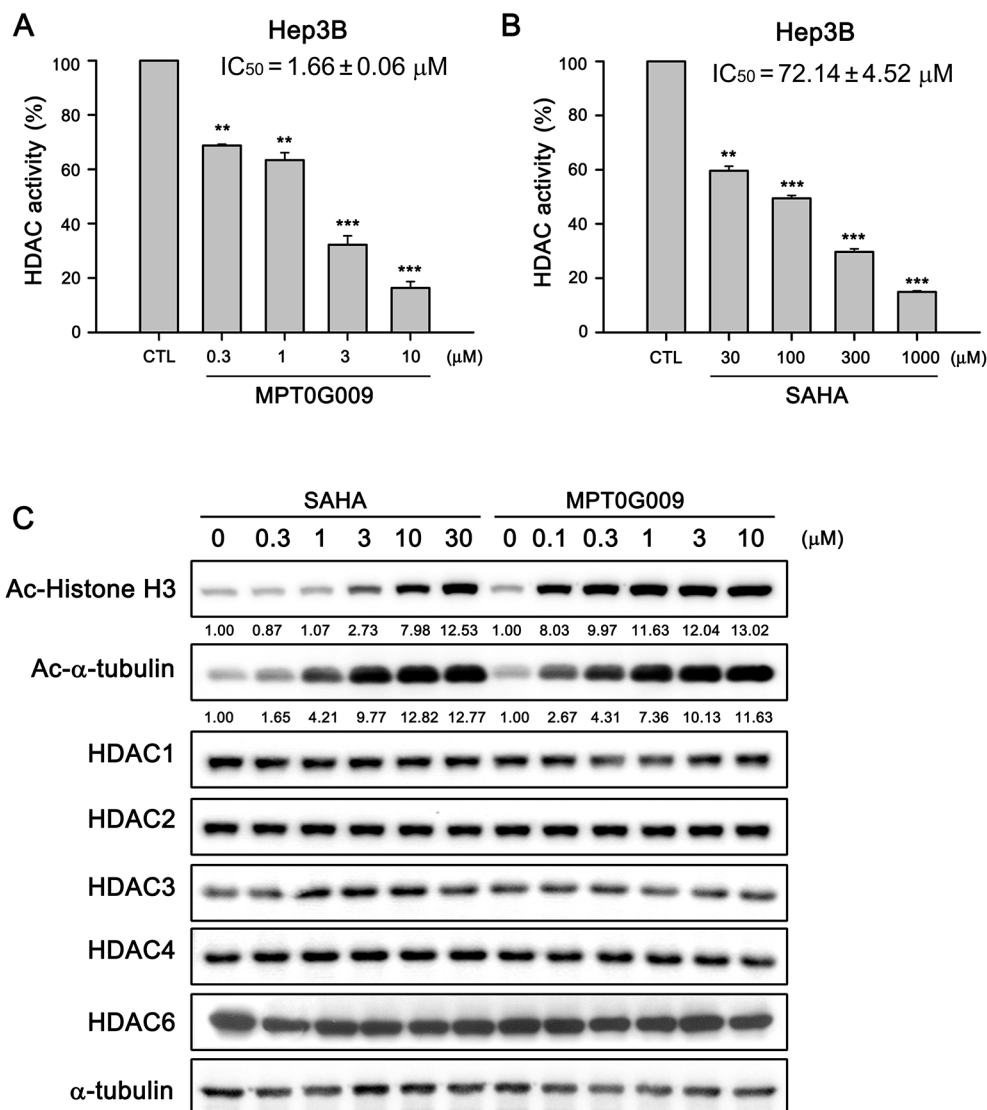 A
Hep3B
IC50 = 1.66 ± 0.06 μM
HDAC activity (%)
100
80
60
40
20
0
**
**
***
***
CTL 0.3 1 3 10 (μM)
MPT0G009
B
Hep3B
IC50 = 72.14 ± 4.52 μM
HDAC activity (%)
100
80
60
40
20
0
**
***
***
***
CTL 30 100 300 1000 (μM)
SAHA
C
SAHA MPT0G009
0 0.3 1 3 10 30 0 0.1 0.3 1 3 10 (μM)
Ac-Histone H3
1.00 0.87 1.07 2.73 7.98 12.53 1.00 8.03 9.97 11.63 12.04 13.02
Ac-α-tubulin
1.00 1.65 4.21 9.77 12.82 12.77 1.00 2.67 4.31 7.36 10.13 11.63
HDAC1
HDAC2
HDAC3
HDAC4
HDAC6
α-tubulin